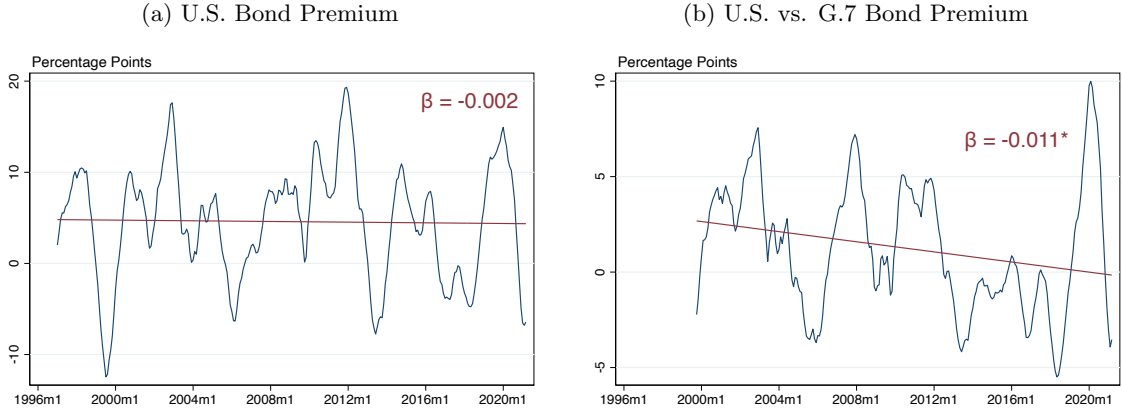 (a) U.S. Bond Premium
Percentage Points
20
10
0
-10
β = -0.002
1996m1 2000m1 2004m1 2008m1 2012m1 2016m1 2020m1
(b) U.S. vs. G.7 Bond Premium
Percentage Points
10
5
0
-5
β = -0.011*
1996m1 2000m1 2004m1 2008m1 2012m1 2016m1 2020m1